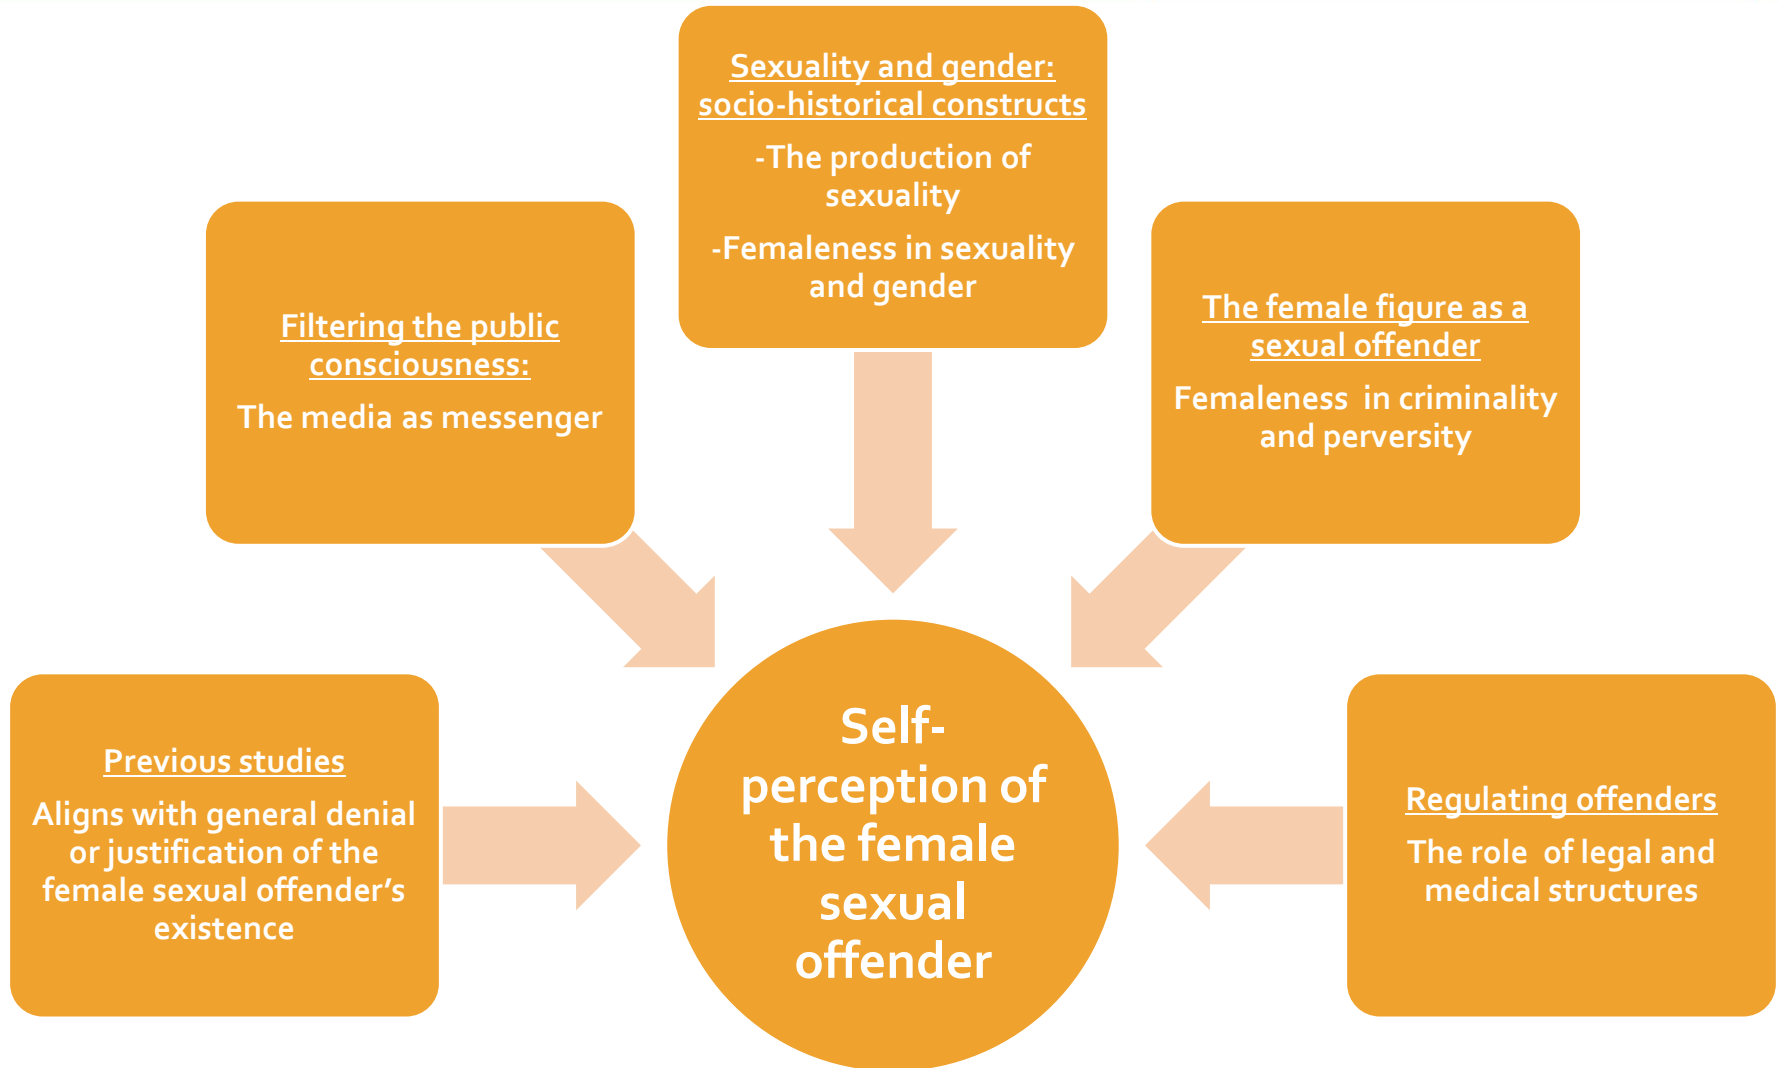 Sexuality and gender:
socio-historical constructs
-The production of
sexuality
-Femaleness in sexuality
and gender
Filtering the public
consciousness:
The media as messenger
The female figure as a
sexual offender
Femaleness  in criminality
and perversity
Previous studies
Aligns with general denial
or justification of the
female sexual offender’s
existence
Self-
perception of
the female
sexual
offender
Regulating offenders
The role  of legal and
medical structures